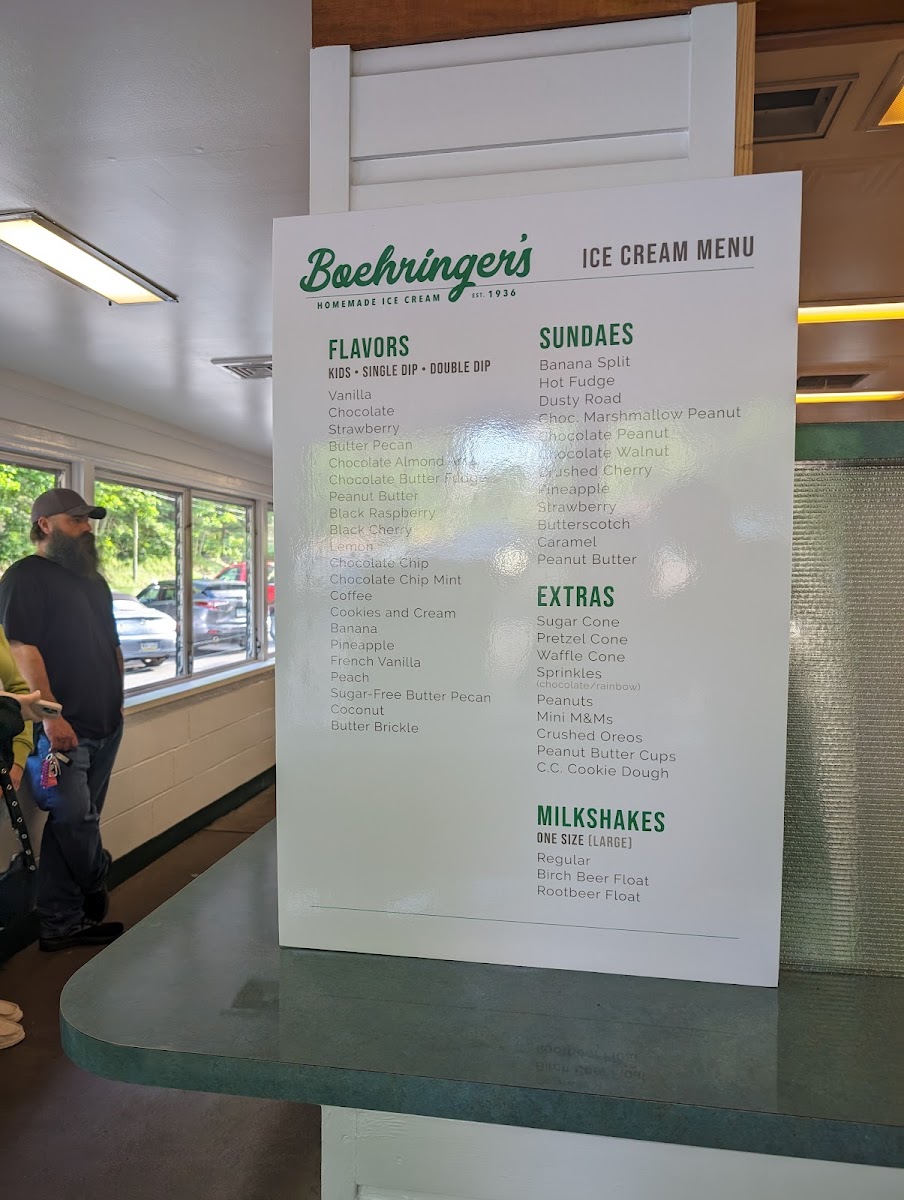 Boehringer's
HOMEMADE ICE CREAM EST. 1936
ICE CREAM MENU
FLAVORS
KIDS • SINGLE DIP • DOUBLE DIP
Vanilla
Chocolate
Strawberry
Butter Pecan
Chocolate Almond
Chocolate Butter Fudge
Peanut Butter
Black Raspberry
Black Cherry
Lemon
Chocolate Chip
Chocolate Chip Mint
Coffee
Cookies and Cream
Banana
Pineapple
French Vanilla
Peach
Sugar-Free Butter Pecan
Coconut
Butter Brickle
SUNDAES
Banana Split
Hot Fudge
Dusty Road
Choc. Marshmallow Peanut
Chocolate Peanut
Chocolate Walnut
Crushed Cherry
Pineapple
Strawberry
Butterscotch
Caramel
Peanut Butter
EXTRAS
Sugar Cone
Pretzel Cone
Waffle Cone
Sprinkles
(chocolate/rainbow)
Peanuts
Mini M&Ms
Crushed Oreos
Peanut Butter Cups
C.C. Cookie Dough
MILKSHAKES
ONE SIZE (LARGE)
Regular
Birch Beer Float
Rootbeer Float